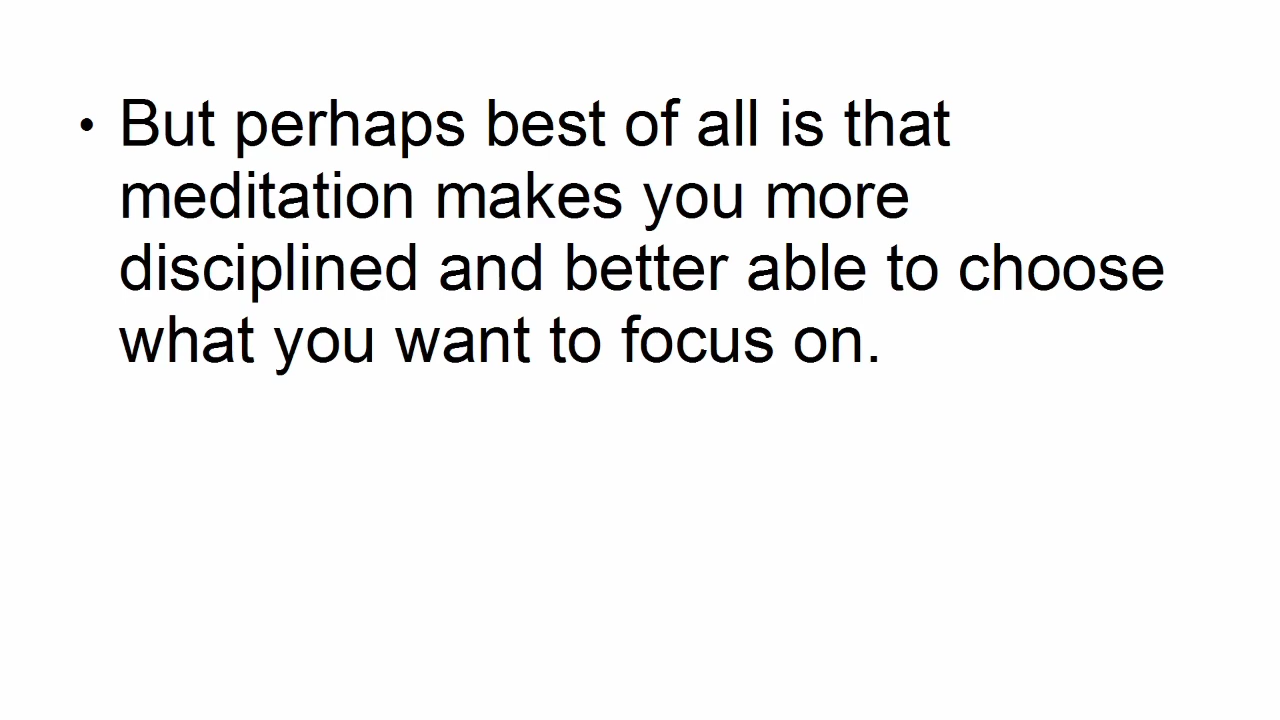 • But perhaps best of all is that
meditation makes you more
disciplined and better able to choose
what you want to focus on.